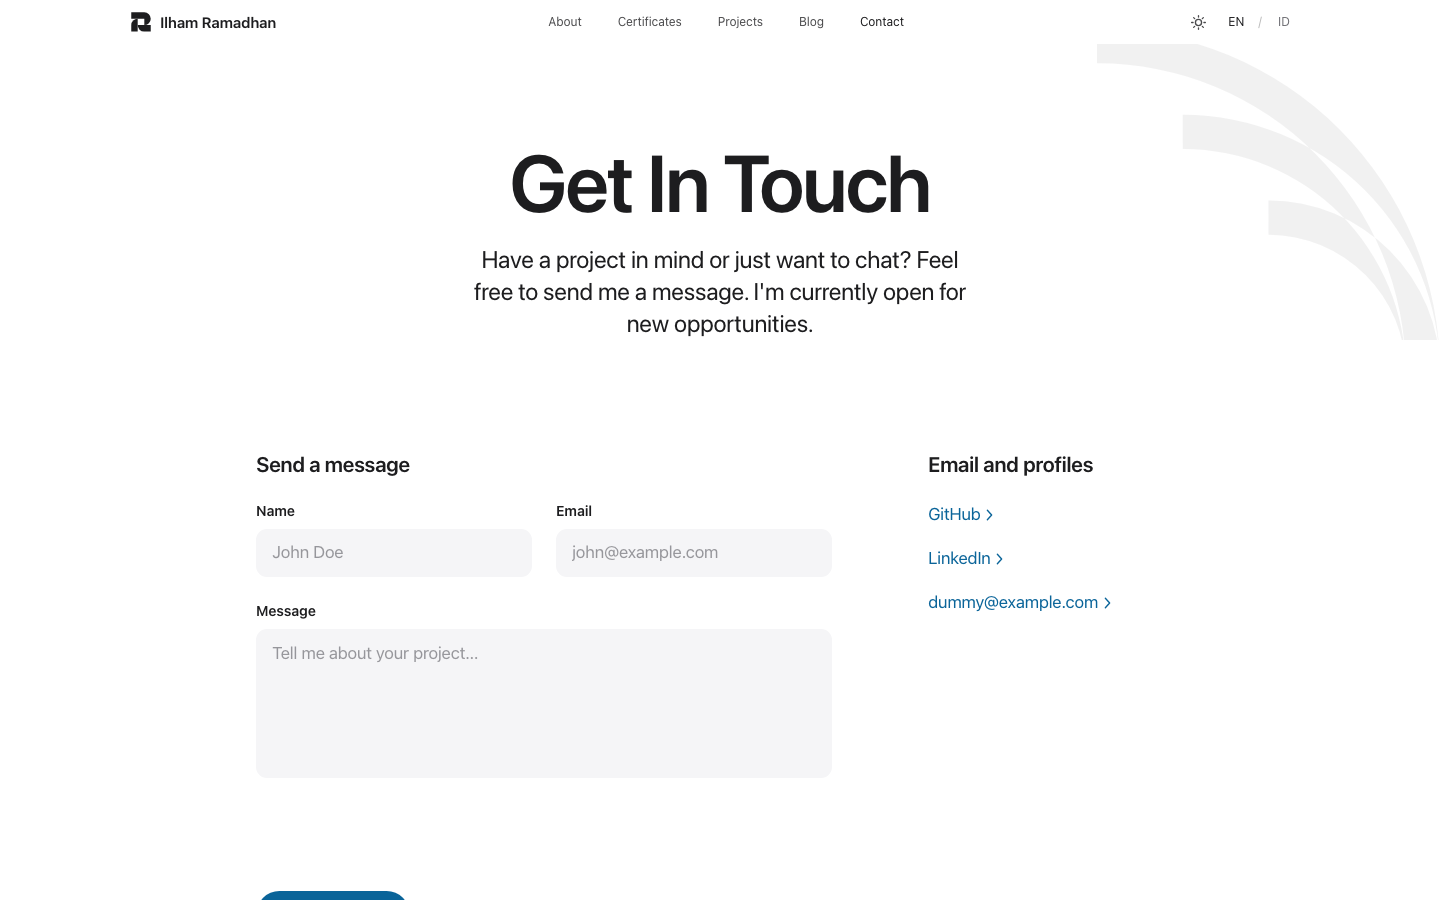 Ilham Ramadhan
About
Certificates
Projects
Blog
Contact
EN / ID
Get In Touch
Have a project in mind or just want to chat? Feel
free to send me a message. I'm currently open for
new opportunities.
Send a message
Name
John Doe
Email
john@example.com
Message
Tell me about your project...
Email and profiles
GitHub
LinkedIn
dummy@example.com